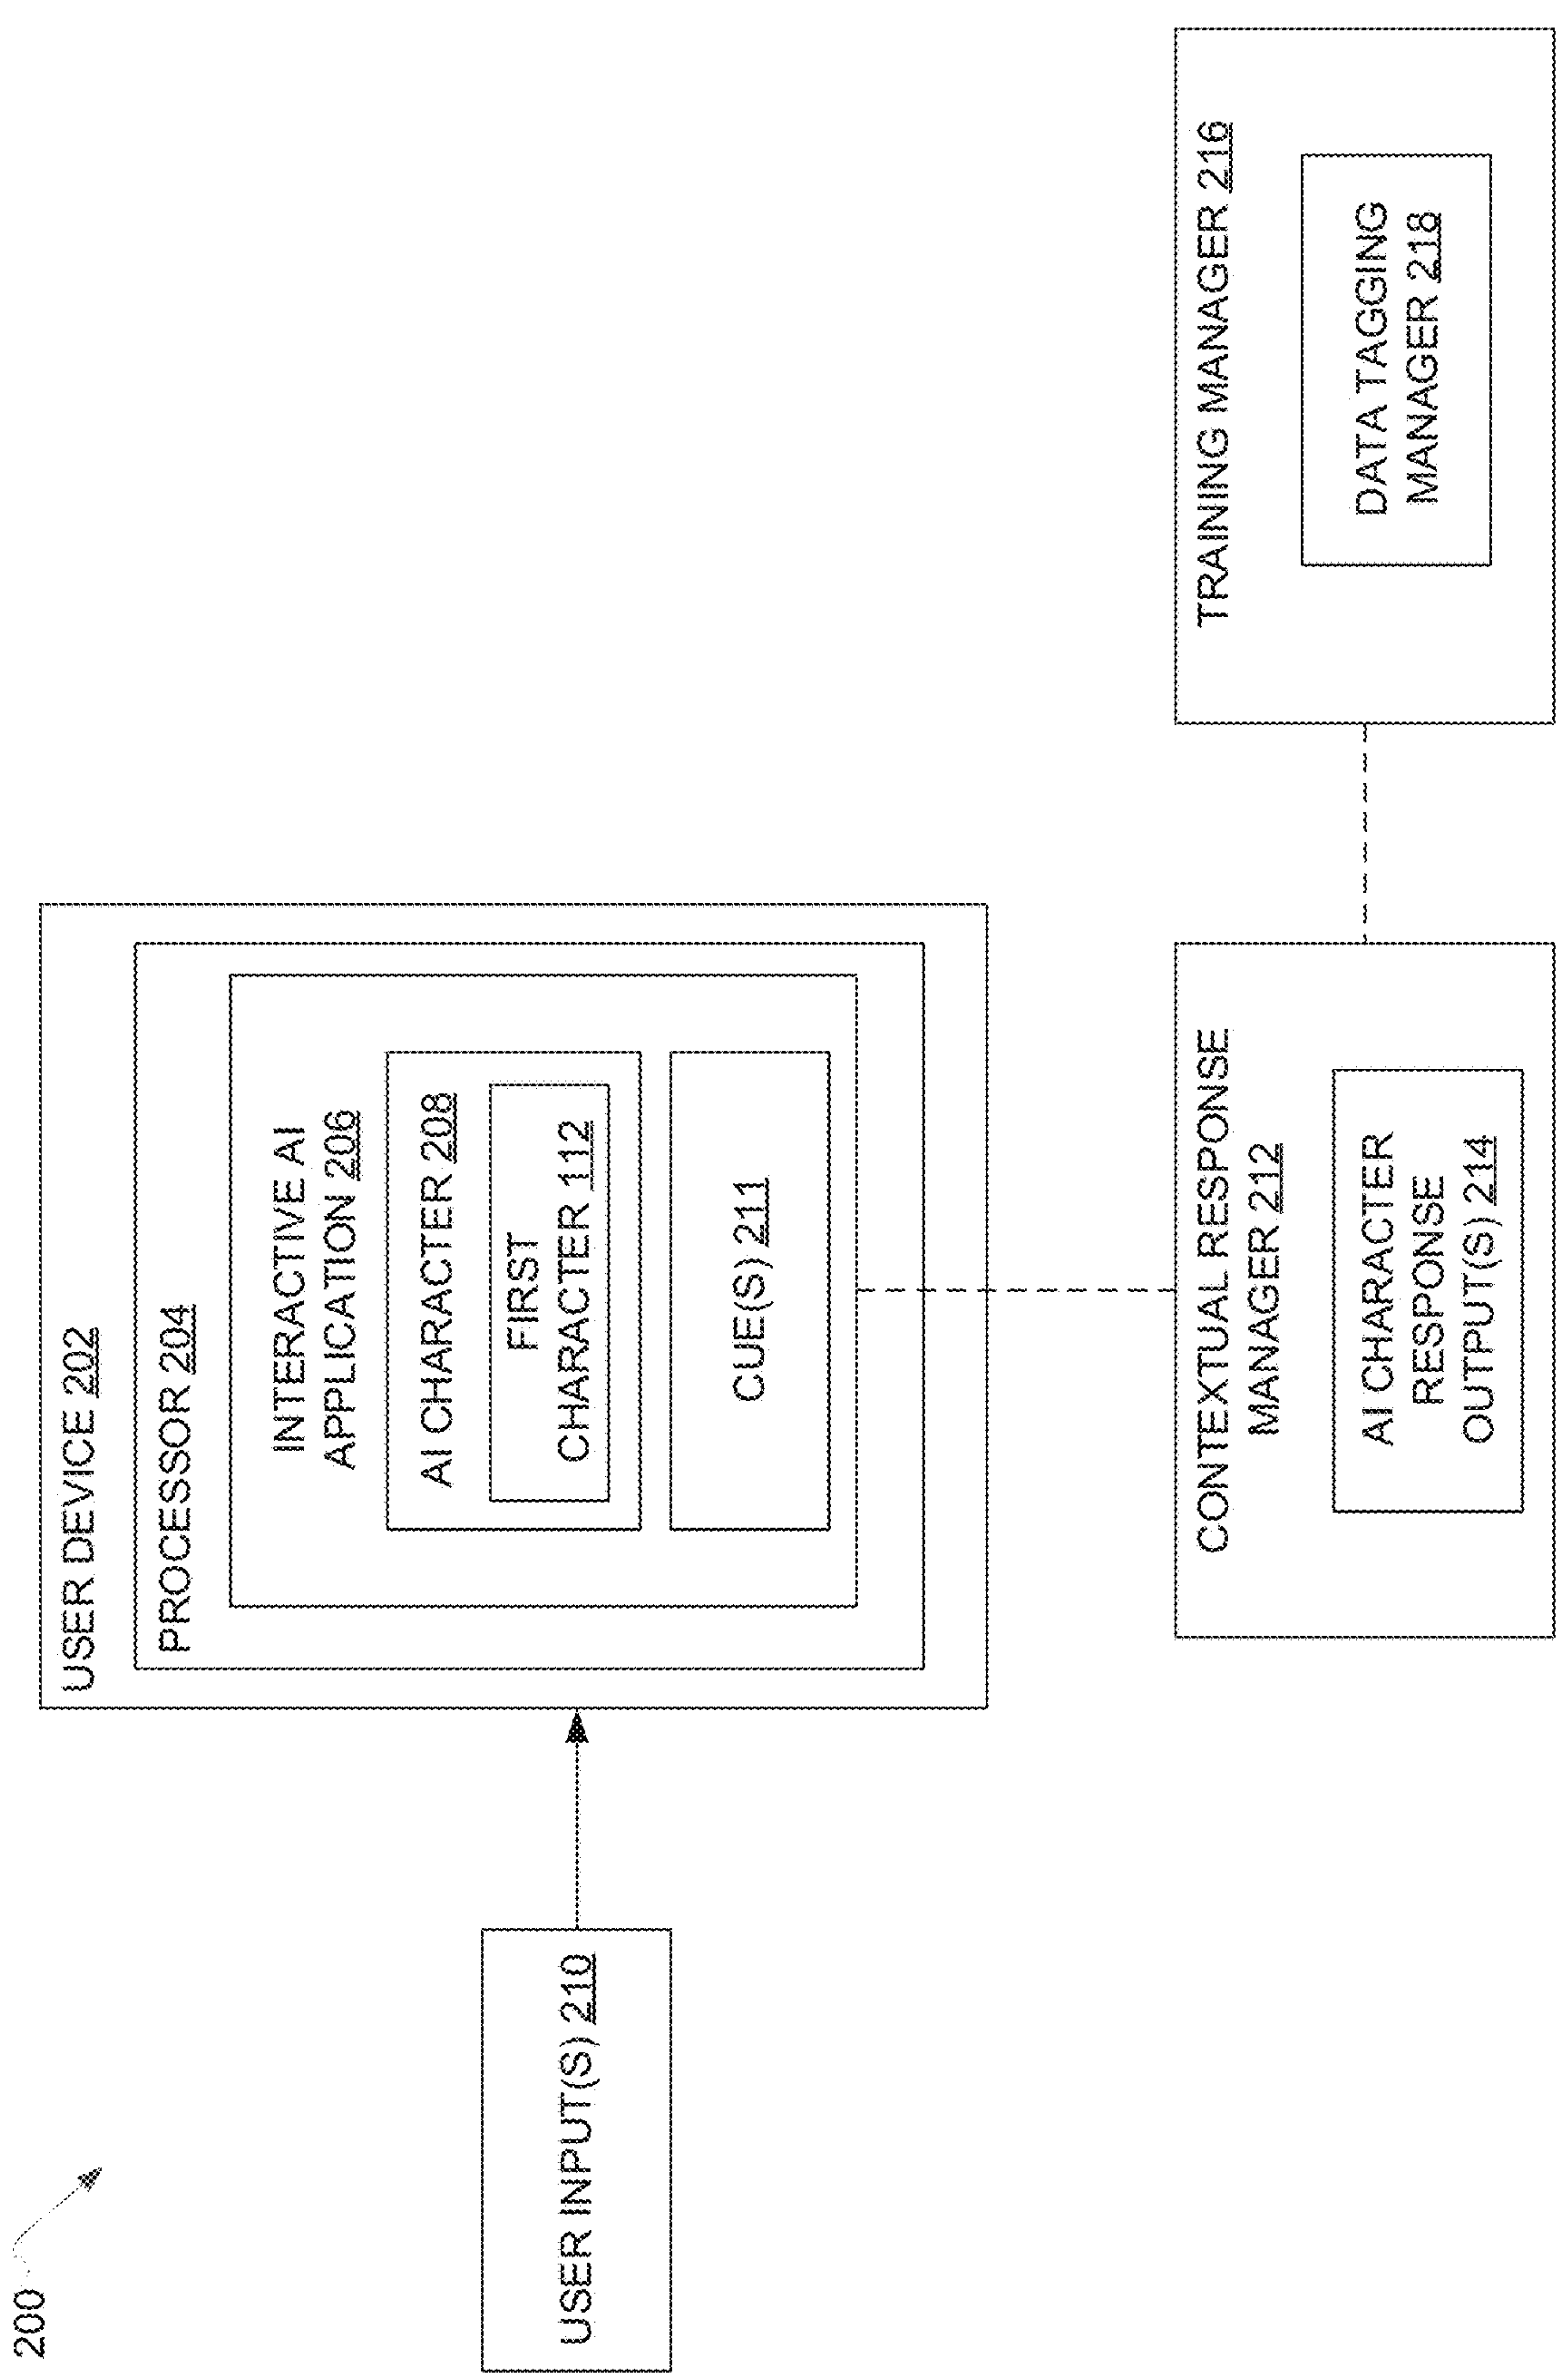 200
USER DEVICE 202
PROCESSOR 204
INTERACTIVE AI
APPLICATION 206
AI CHARACTER 208
FIRST
CHARACTER 112
CUE(S) 211
USER INPUT(S) 210
CONTEXTUAL RESPONSE
MANAGER 212
AI CHARACTER
RESPONSE
OUTPUT(S) 214
TRAINING MANAGER 216
DATA TAGGING
MANAGER 218